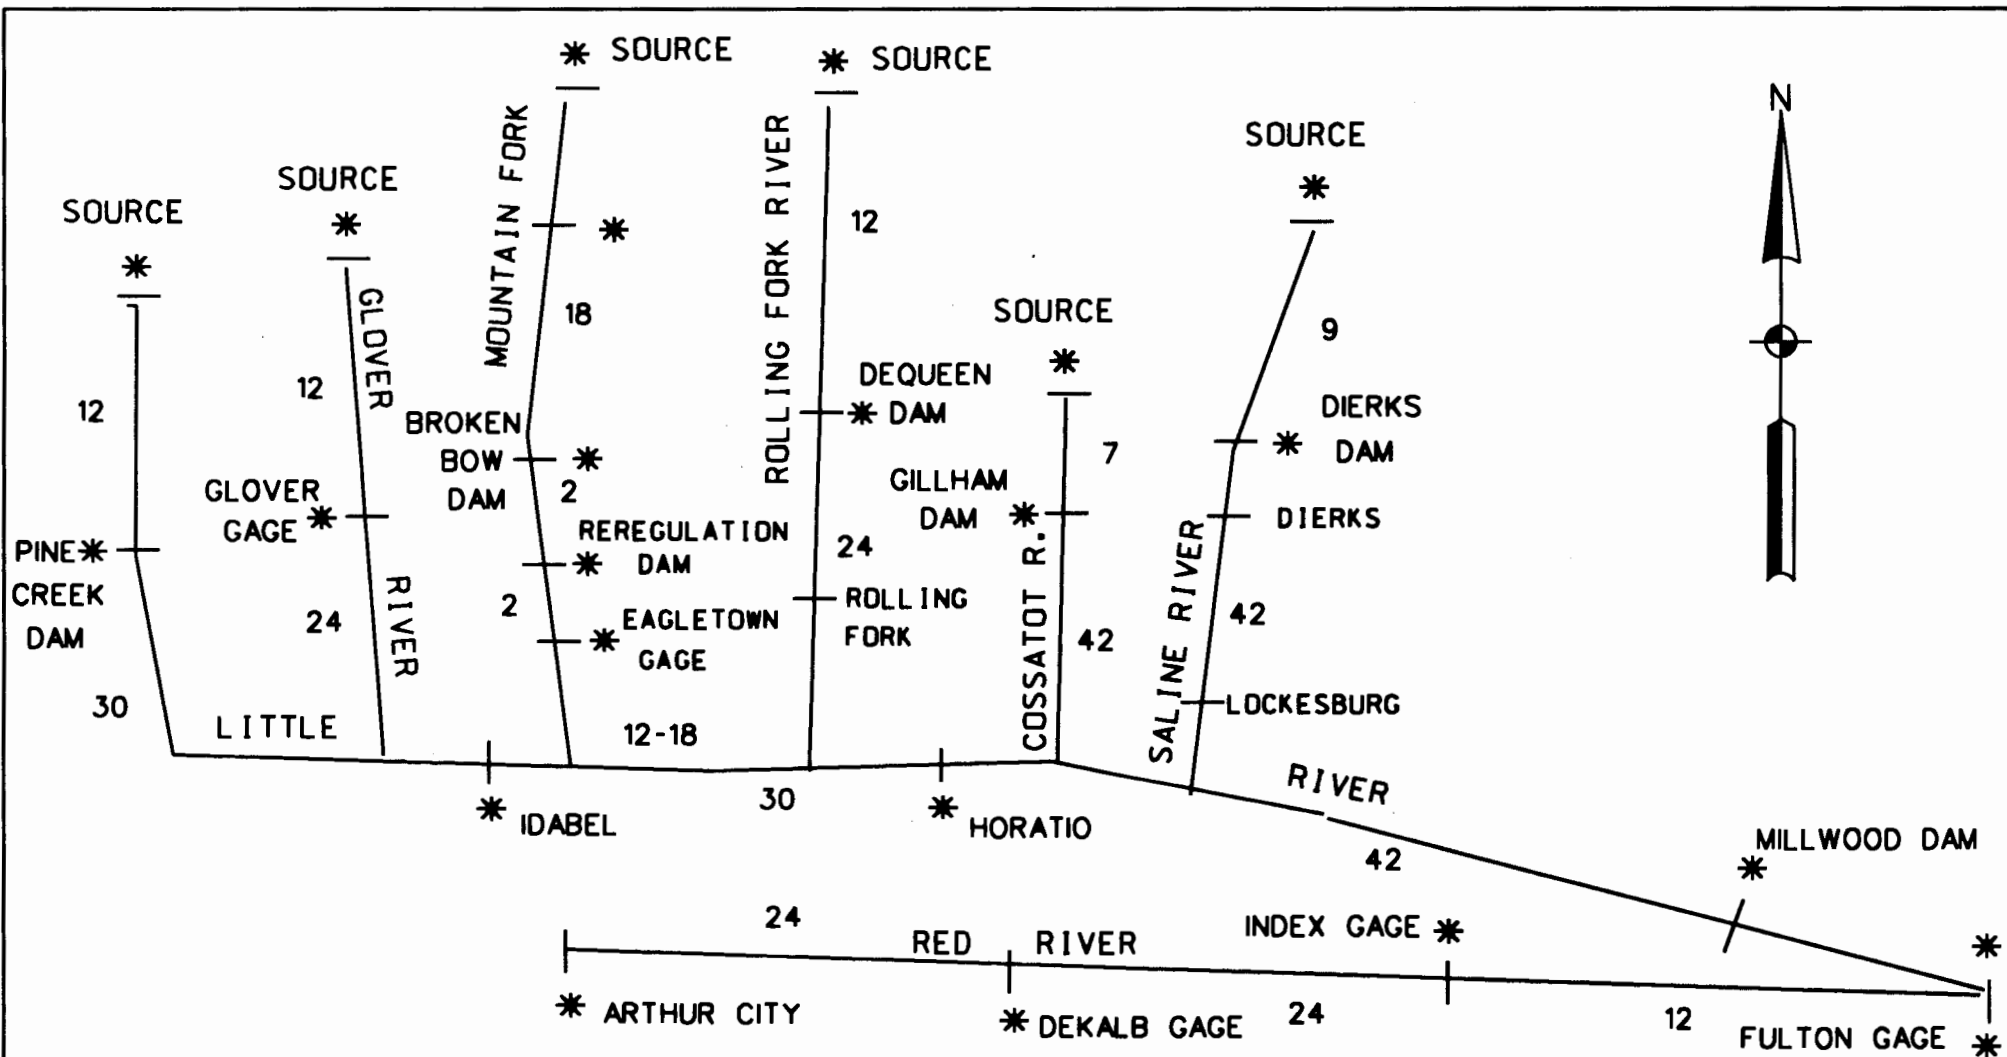 SOURCE
SOURCE
N
SOURCE
SOURCE
SOURCE
MOUNTAIN FORK
ROLLING FORK RIVER
12
GLOVER
18
SOURCE
9
12
12
BROKEN
BOW
DAM
DEQUEEN
DAM
DIERKS
DAM
7
GLOVER
GAGE
2
GILLHAM
DAM
DIERKS
PINE
CREEK
DAM
REREGULATION
DAM
24
24
RIVER
2
EAGLETOWN
GAGE
ROLLING
FORK
COSSATOT R.
42
SALINE RIVER
42
30
LITTLE
12-18
LOCKESBURG
IDABEL
30
HORATIO
RIVER
42
MILLWOOD DAM
24
RED RIVER
INDEX GAGE
ARTHUR CITY
DEKALB GAGE
24
12
FULTON GAGE